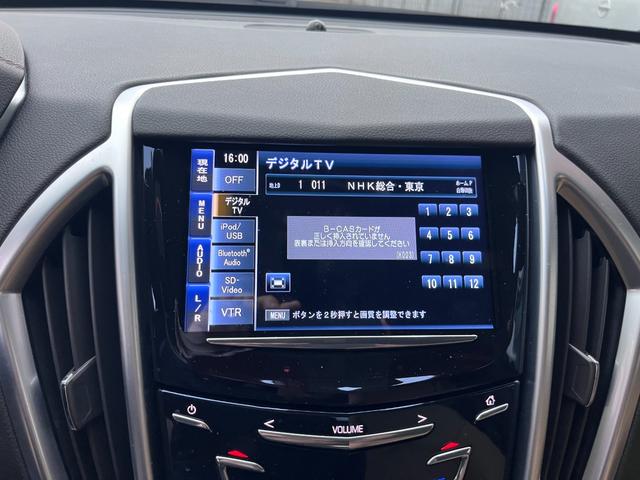 現在地
16:00
デジタルTV
OFF
地上D 1 011 NHK総合・東京
MENU
デジタル
TV
B-CASカードが
正しく挿入されていません
表裏または挿入方向を確認してください
[K003]
1 2 3
4 5 6
7 8 9
10 11 12
iPod/
USB
AUDIO
Bluetooth®
Audio
SD-
Video
L/R
VTR
MENU ボタンを2秒押すと画質を調整できます
VOLUME